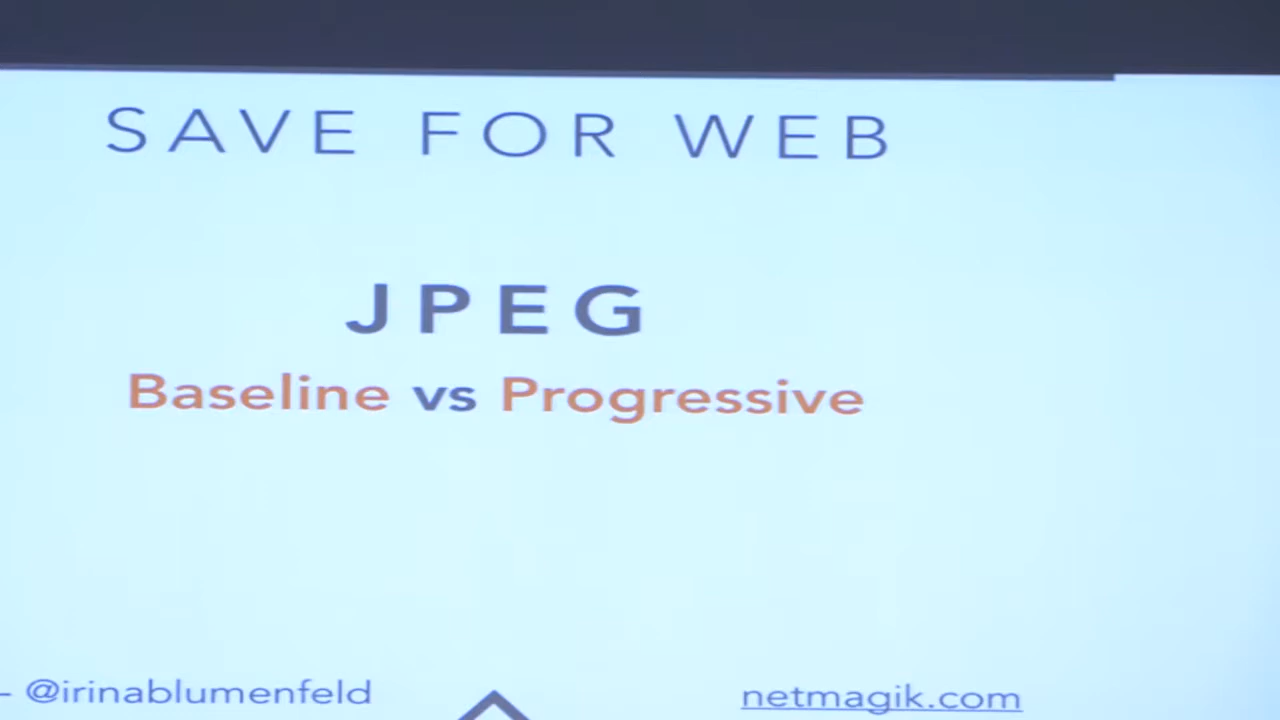 SAVE FOR WEB
JPEG
Baseline vs Progressive
– @irinablumenfeld
netmagik.com